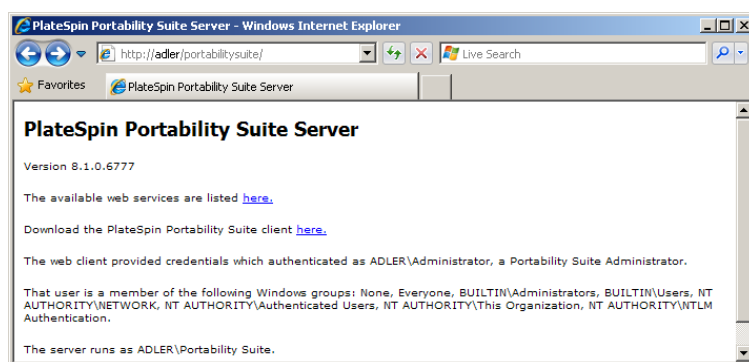 PlateSpin Portability Suite Server - Windows Internet Explorer
http://adler/portabilitysuite/
Live Search
Favorites
PlateSpin Portability Suite Server
PlateSpin Portability Suite Server
Version 8.1.0.6777
The available web services are listed here.
Download the PlateSpin Portability Suite client here.
The web client provided credentials which authenticated as ADLER\Administrator, a Portability Suite Administrator.
That user is a member of the following Windows groups: None, Everyone, BUILTIN\Administrators, BUILTIN\Users, NT
AUTHORITY\NETWORK, NT AUTHORITY\Authenticated Users, NT AUTHORITY\This Organization, NT AUTHORITY\NTLM
Authentication.
The server runs as ADLER\Portability Suite.